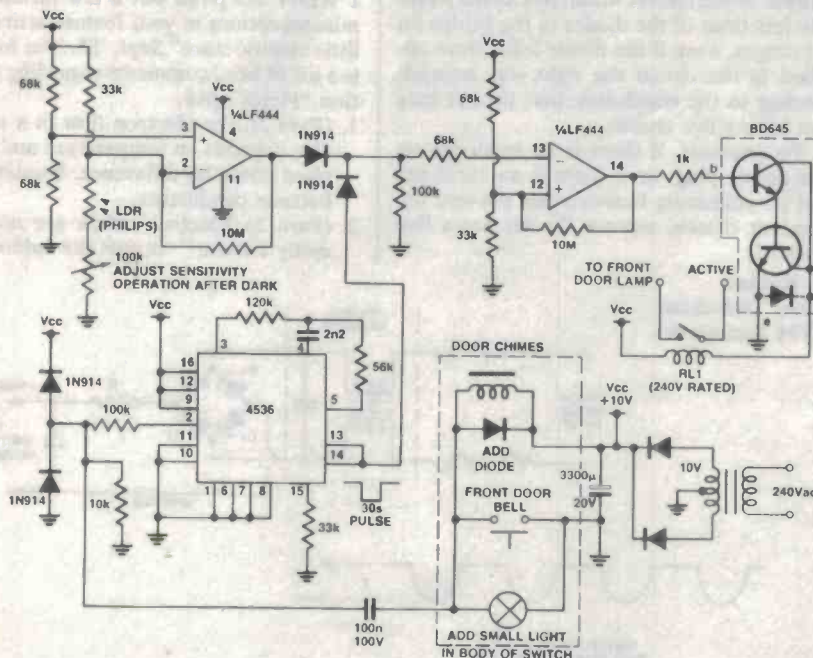 Vcc
68k
33k
Vcc
3
+
4
¼LF444
2
-
1
11
68k
LDR
(PHILIPS)
100k
ADJUST SENSITIVITY
OPERATION AFTER DARK
10M
1N914
1N914
68k
100k
Vcc
68k
33k
13
-
12
+
¼LF444
14
10M
1k
b
BD645
e
TO FRONT
DOOR LAMP
ACTIVE
Vcc
RL1
(240V RATED)
Vcc
1N914
1N914
100k
10k
120k
2n2
56k
Vcc
3
4
16
12
9
2
11
10
4536
5
13
14
1
6
7
8
15
33k
30s
PULSE
DOOR CHIMES
ADD
DIODE
FRONT DOOR
BELL
ADD SMALL LIGHT
IN BODY OF SWITCH
100n
100V
Vcc
+10V
3300µ
20V
10V
240Vac